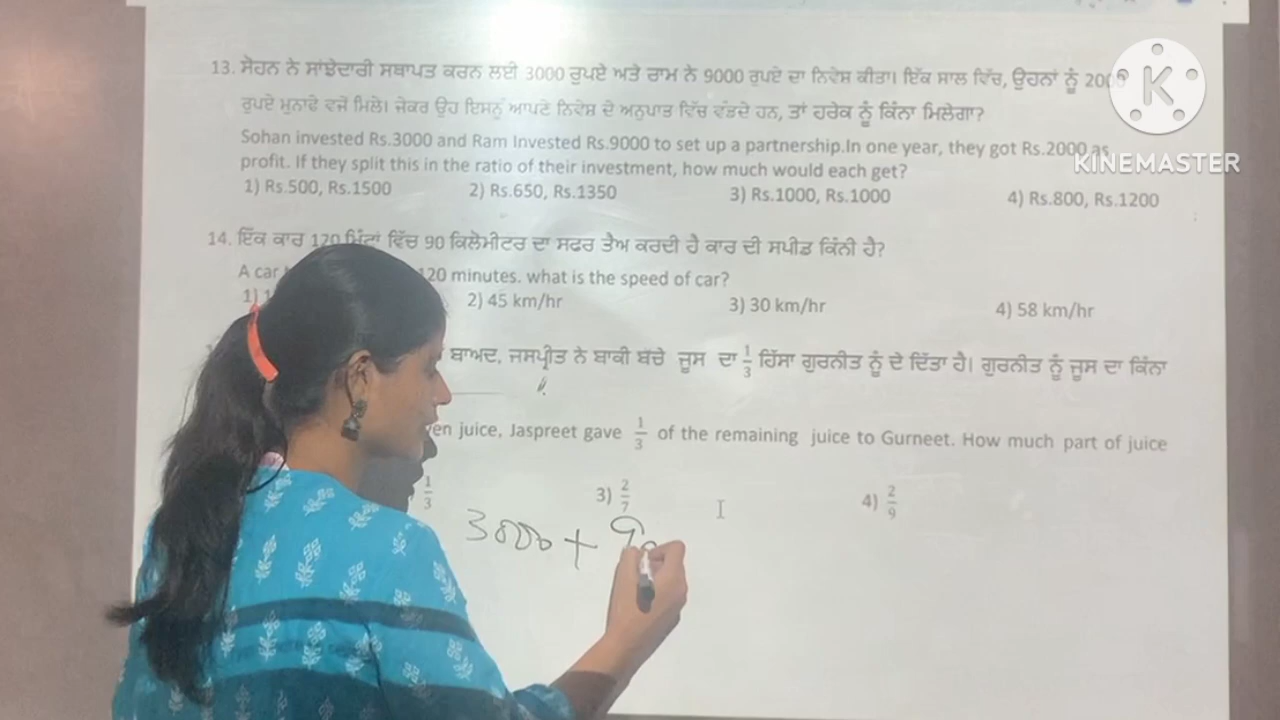 13. ਸੋਹਨ ਨੇ ਸਾਂਝੇਦਾਰੀ ਸਥਾਪਤ ਕਰਨ ਲਈ 3000 ਰੁਪਏ ਅਤੇ ਰਾਮ ਨੇ 9000 ਰੁਪਏ ਦਾ ਨਿਵੇਸ਼ ਕੀਤਾ। ਇੱਕ ਸਾਲ ਵਿੱਚ, ਉਹਨਾਂ ਨੂੰ 200
ਰੁਪਏ ਮੁਨਾਫੇ ਵਜੋਂ ਮਿਲੇ। ਜੇਕਰ ਉਹ ਇਸਨੂੰ ਆਪਣੇ ਨਿਵੇਸ਼ ਦੇ ਅਨੁਪਾਤ ਵਿੱਚ ਵੰਡਦੇ ਹਨ, ਤਾਂ ਹਰੇਕ ਨੂੰ ਕਿੰਨਾ ਮਿਲੇਗਾ?
Sohan invested Rs.3000 and Ram Invested Rs.9000 to set up a partnership.In one year, they got Rs.2000 as
profit. If they split this in the ratio of their investment, how much would each get?
1) Rs.500, Rs.1500 2) Rs.650, Rs.1350 3) Rs.1000, Rs.1000 4) Rs.800, Rs.1200
K
KINEMASTER
14. ਇੱਕ ਕਾਰ 120 ਮਿੰਟਾਂ ਵਿੱਚ 90 ਕਿਲੋਮੀਟਰ ਦਾ ਸਫਰ ਤੈਅ ਕਰਦੀ ਹੈ ਕਾਰ ਦੀ ਸਪੀਡ ਕਿੰਨੀ ਹੈ?
A car 120 minutes. what is the speed of car?
1) 2) 45 km/hr 3) 30 km/hr 4) 58 km/hr
ਬਾਅਦ, ਜਸਪ੍ਰੀਤ ਨੇ ਬਾਕੀ ਬੱਚੇ ਜੂਸ ਦਾ 1/3 ਹਿੱਸਾ ਗੁਰਨੀਤ ਨੂੰ ਦੇ ਦਿੱਤਾ ਹੈ। ਗੁਰਨੀਤ ਨੂੰ ਜੂਸ ਦਾ ਕਿੰਨਾ
en juice, Jaspreet gave 1/3 of the remaining juice to Gurneet. How much part of juice
1/3 3) 2/7 4) 2/9
3000 + 90